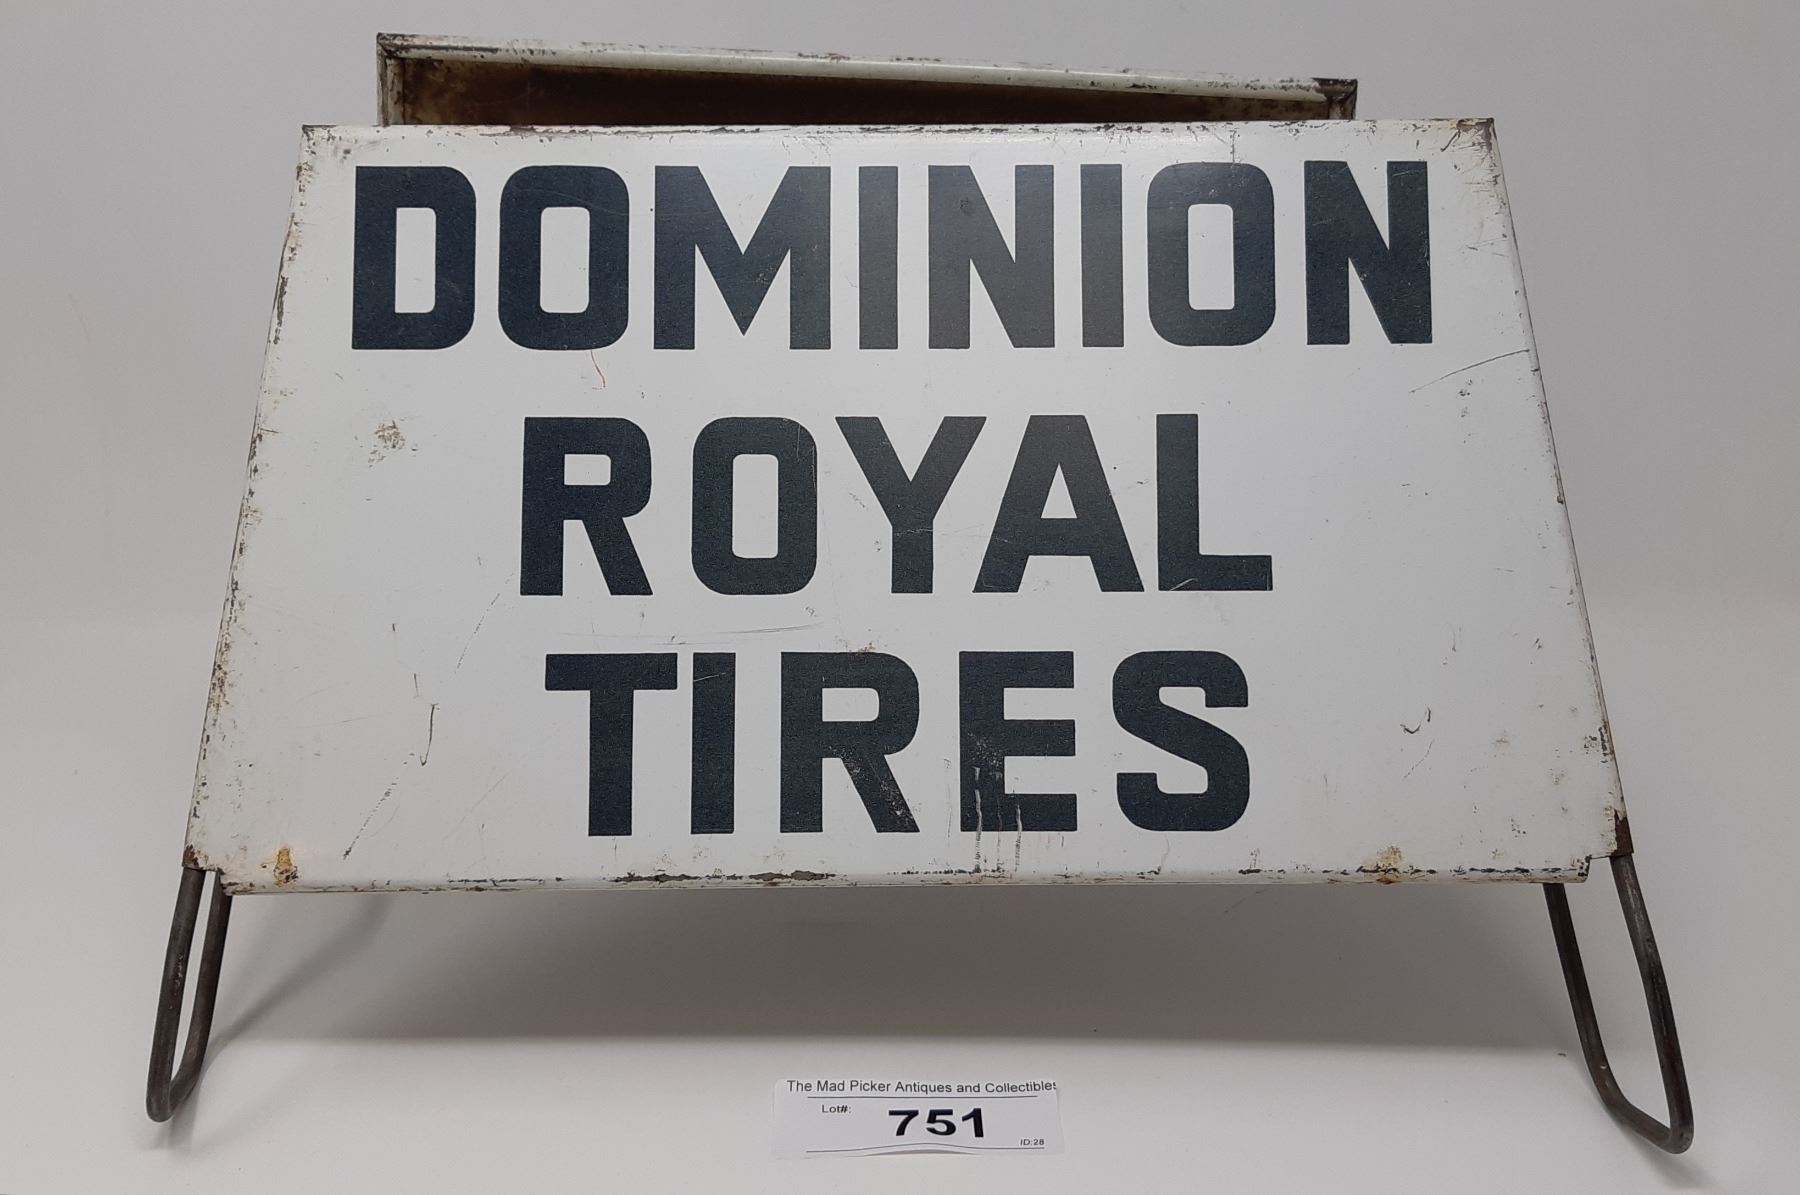 DOMINION
ROYAL
TIRES
The Mad Picker Antiques and Collectibles
Lot#: 751
ID:28